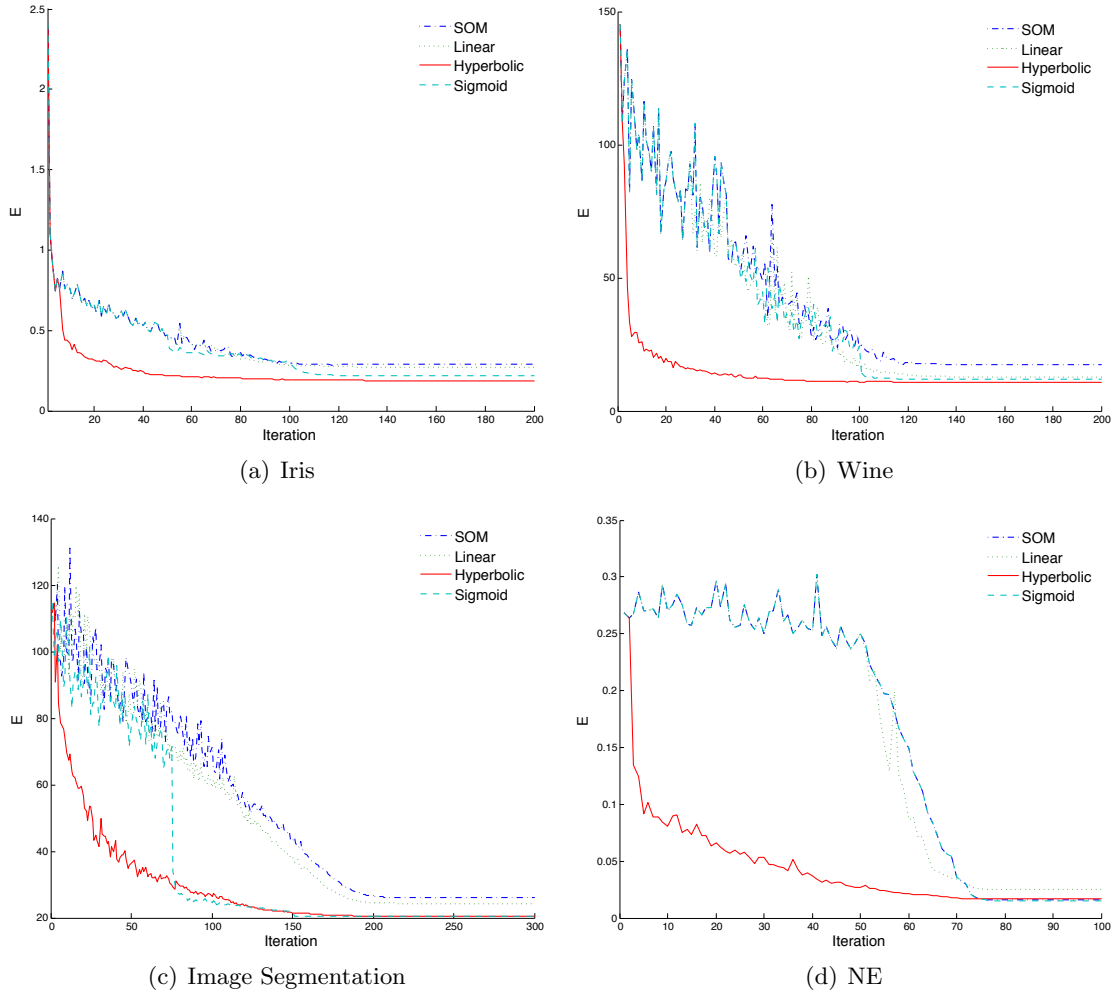 2.5
2
1.5
1
0.5
0
E
20 40 60 80 100 120 140 160 180 200
Iteration
SOM
Linear
Hyperbolic
Sigmoid
(a) Iris
150
100
50
0
E
0 20 40 60 80 100 120 140 160 180 200
Iteration
SOM
Linear
Hyperbolic
Sigmoid
(b) Wine
140
120
100
80
60
40
20
E
0 50 100 150 200 250 300
Iteration
SOM
Linear
Hyperbolic
Sigmoid
(c) Image Segmentation
0.35
0.3
0.25
0.2
0.15
0.1
0.05
0
E
0 10 20 30 40 50 60 70 80 90 100
Iteration
SOM
Linear
Hyperbolic
Sigmoid
(d) NE